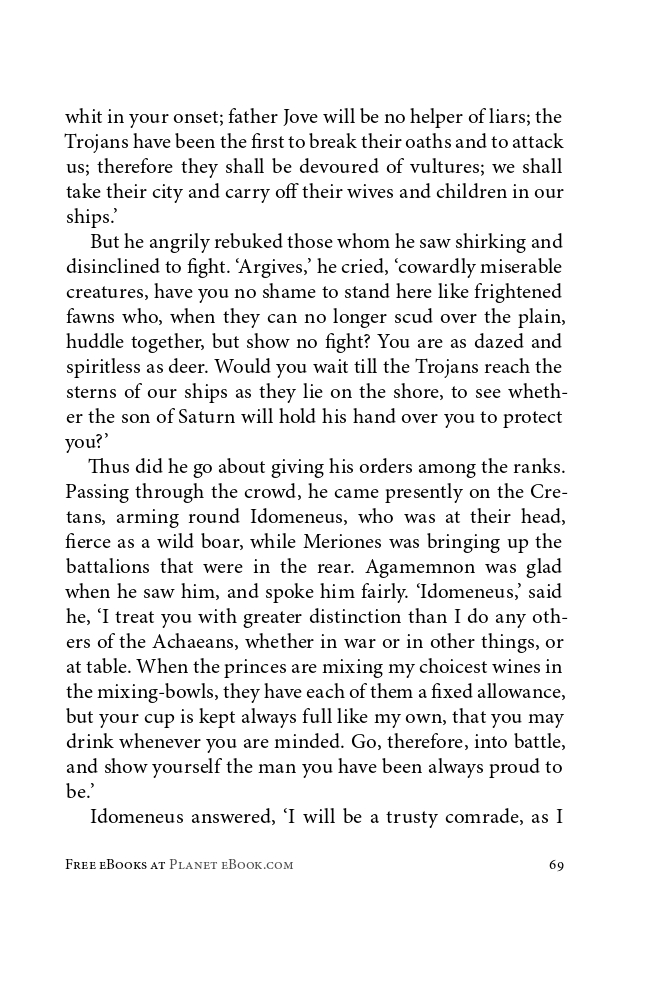 whit in your onset; father Jove will be no helper of liars; the
Trojans have been the first to break their oaths and to attack
us; therefore they shall be devoured of vultures; we shall
take their city and carry off their wives and children in our
ships.’
But he angrily rebuked those whom he saw shirking and
disinclined to fight. ‘Argives,’ he cried, ‘cowardly miserable
creatures, have you no shame to stand here like frightened
fawns who, when they can no longer scud over the plain,
huddle together, but show no fight? You are as dazed and
spiritless as deer. Would you wait till the Trojans reach the
sterns of our ships as they lie on the shore, to see wheth-
er the son of Saturn will hold his hand over you to protect
you?’
Thus did he go about giving his orders among the ranks.
Passing through the crowd, he came presently on the Cre-
tans, arming round Idomeneus, who was at their head,
fierce as a wild boar, while Meriones was bringing up the
battalions that were in the rear. Agamemnon was glad
when he saw him, and spoke him fairly. ‘Idomeneus,’ said
he, ‘I treat you with greater distinction than I do any oth-
ers of the Achaeans, whether in war or in other things, or
at table. When the princes are mixing my choicest wines in
the mixing-bowls, they have each of them a fixed allowance,
but your cup is kept always full like my own, that you may
drink whenever you are minded. Go, therefore, into battle,
and show yourself the man you have been always proud to
be.’
Idomeneus answered, ‘I will be a trusty comrade, as I
Free eBooks at Planet eBook.com 69